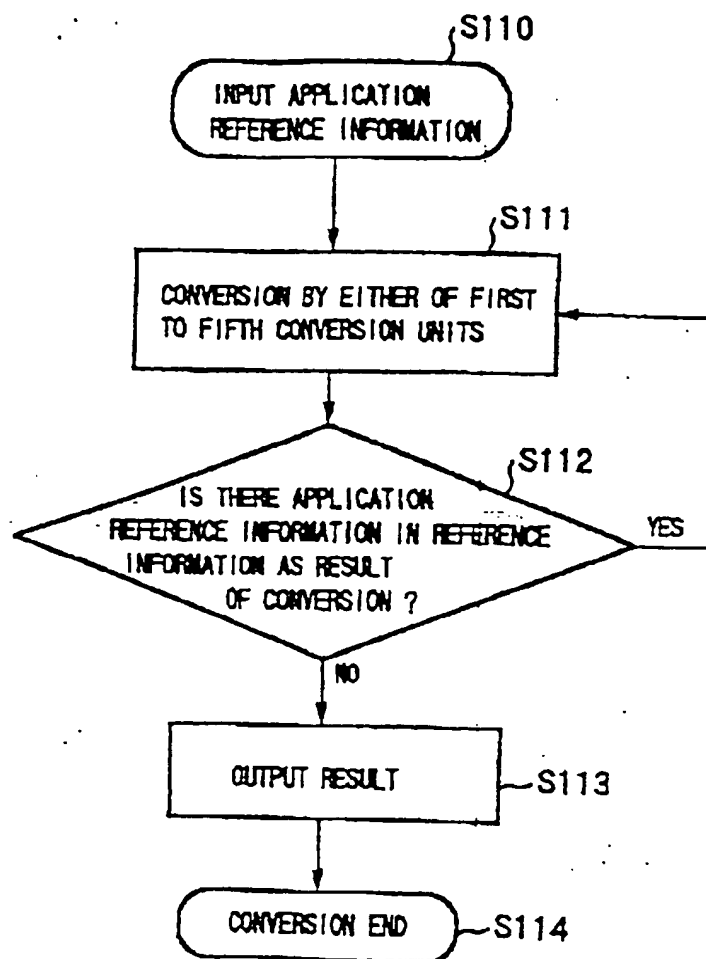 S110
INPUT APPLICATION
REFERENCE INFORMATION
S111
CONVERSION BY EITHER OF FIRST
TO FIFTH CONVERSION UNITS
S112
IS THERE APPLICATION
REFERENCE INFORMATION IN REFERENCE
INFORMATION AS RESULT
OF CONVERSION ?
YES
NO
OUTPUT RESULT
S113
CONVERSION END
S114